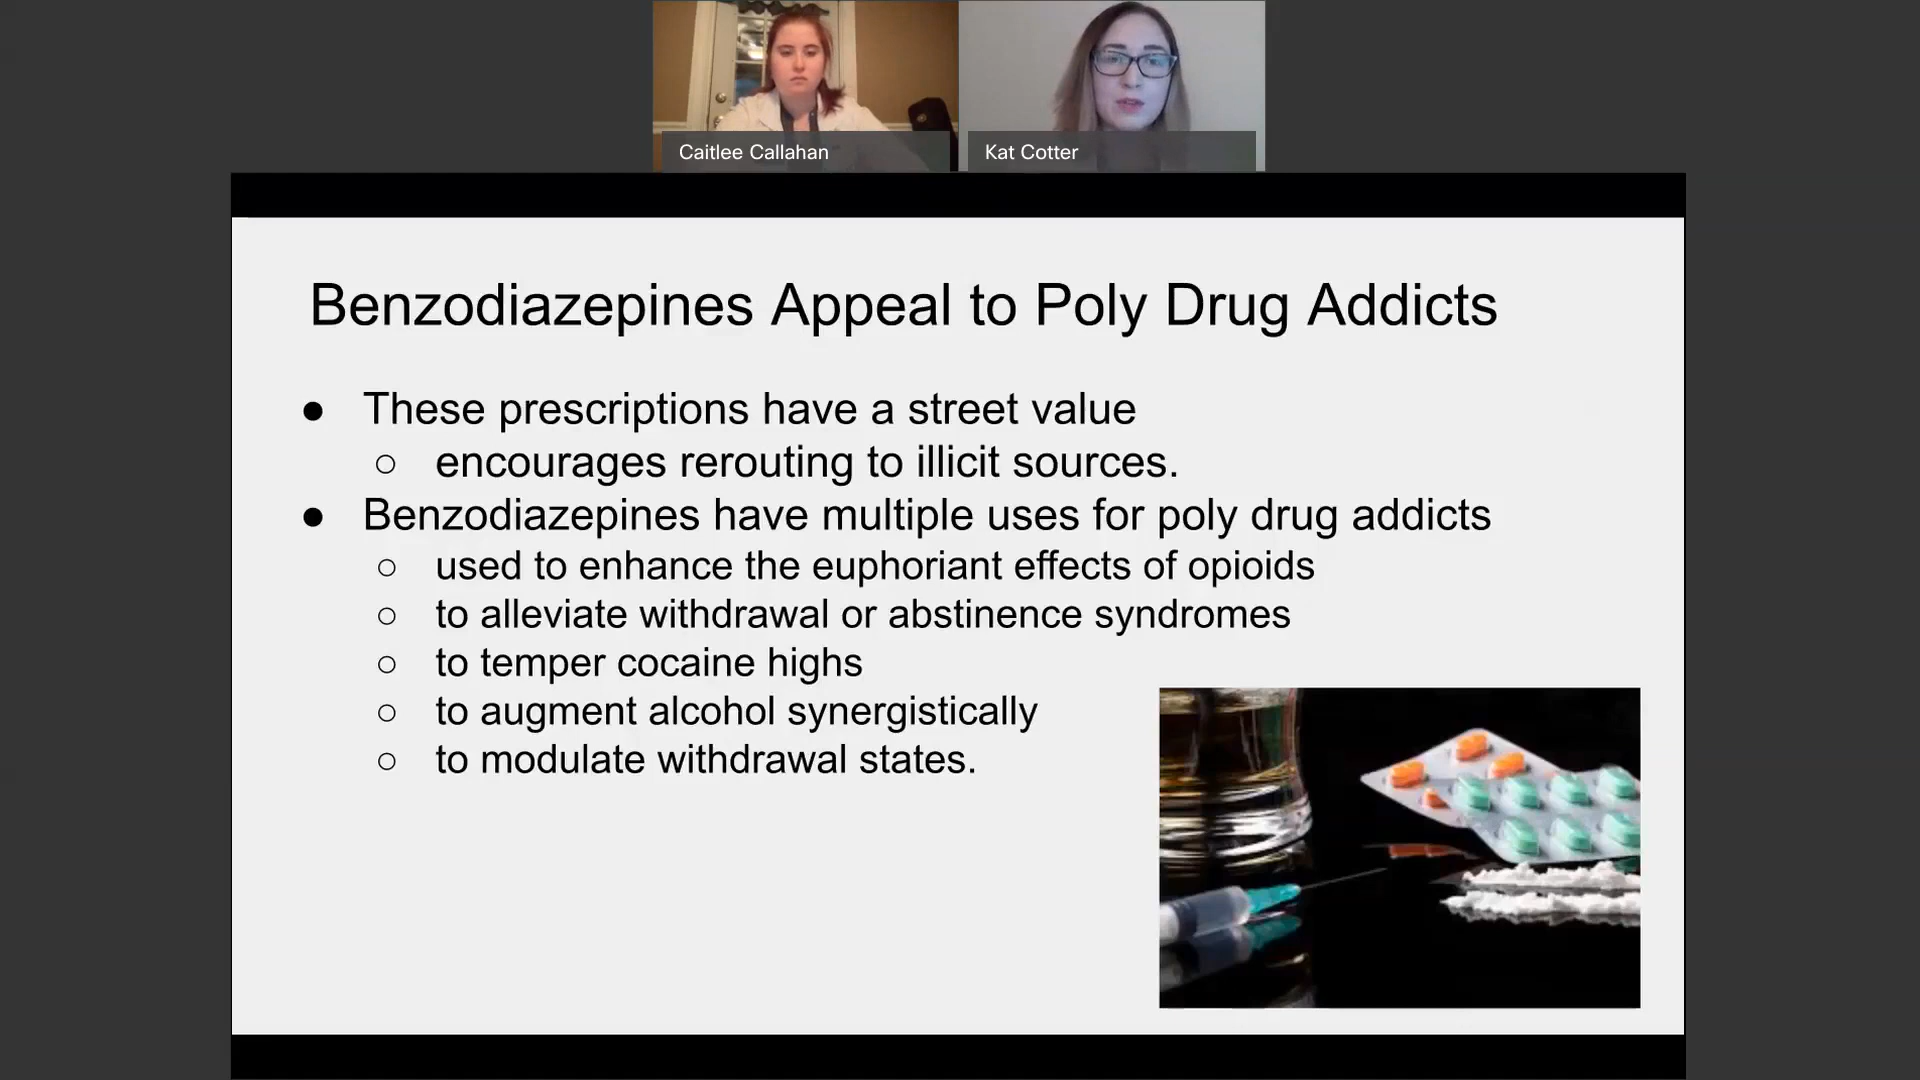 Caitlee Callahan
Kat Cotter
Benzodiazepines Appeal to Poly Drug Addicts
● These prescriptions have a street value
○ encourages rerouting to illicit sources.
● Benzodiazepines have multiple uses for poly drug addicts
○ used to enhance the euphoriant effects of opioids
○ to alleviate withdrawal or abstinence syndromes
○ to temper cocaine highs
○ to augment alcohol synergistically
○ to modulate withdrawal states.